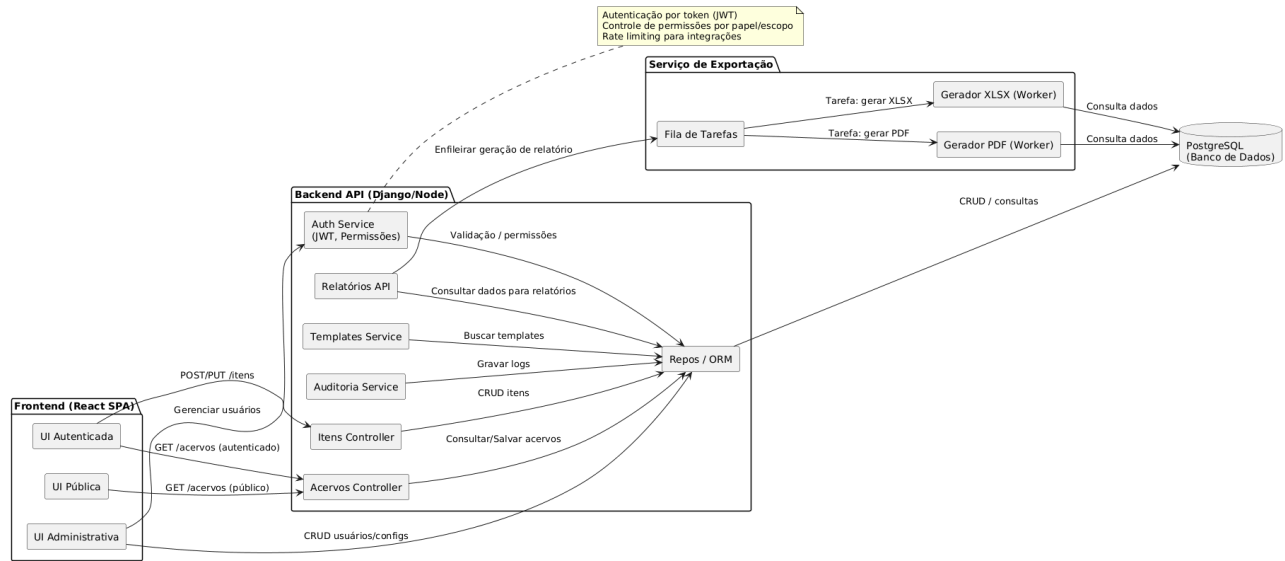 Autenticação por token (JWT)
Controle de permissões por papel/escopo
Rate limiting para integrações
Serviço de Exportação
Gerador XLSX (Worker)
Tarefa: gerar XLSX
Consulta dados
Fila de Tarefas
Tarefa: gerar PDF
Gerador PDF (Worker)
Consulta dados
PostgreSQL
(Banco de Dados)
Enfileirar geração de relatório
CRUD / consultas
Backend API (Django/Node)
Auth Service
(JWT, Permissões)
Validação / permissões
Relatórios API
Consultar dados para relatórios
Templates Service
Buscar templates
Repos / ORM
Auditoria Service
Gravar logs
CRUD itens
Itens Controller
Consultar/Salvar acervos
Acervos Controller
POST/PUT /itens
Frontend (React SPA)
Gerenciar usuários
UI Autenticada
GET /acervos (autenticado)
UI Pública
GET /acervos (público)
UI Administrativa
CRUD usuários/configs